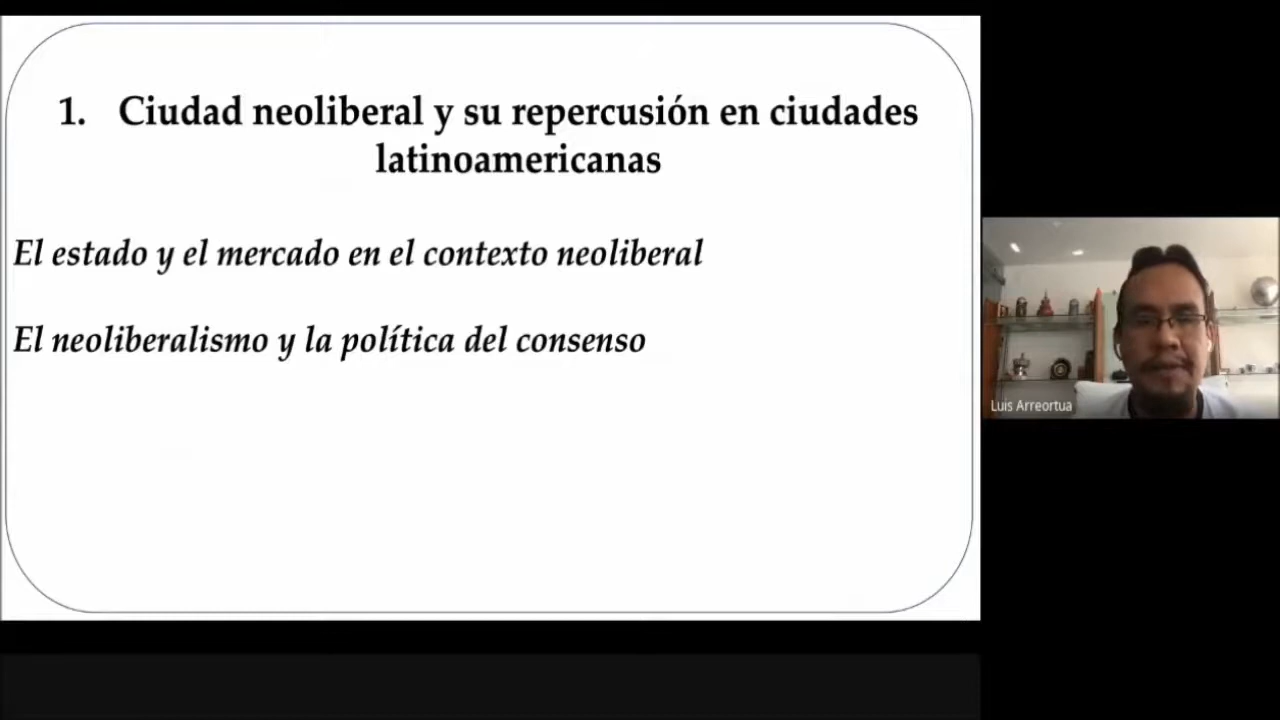 1. Ciudad neoliberal y su repercusión en ciudades
latinoamericanas
El estado y el mercado en el contexto neoliberal
El neoliberalismo y la política del consenso
Luis Arreortua